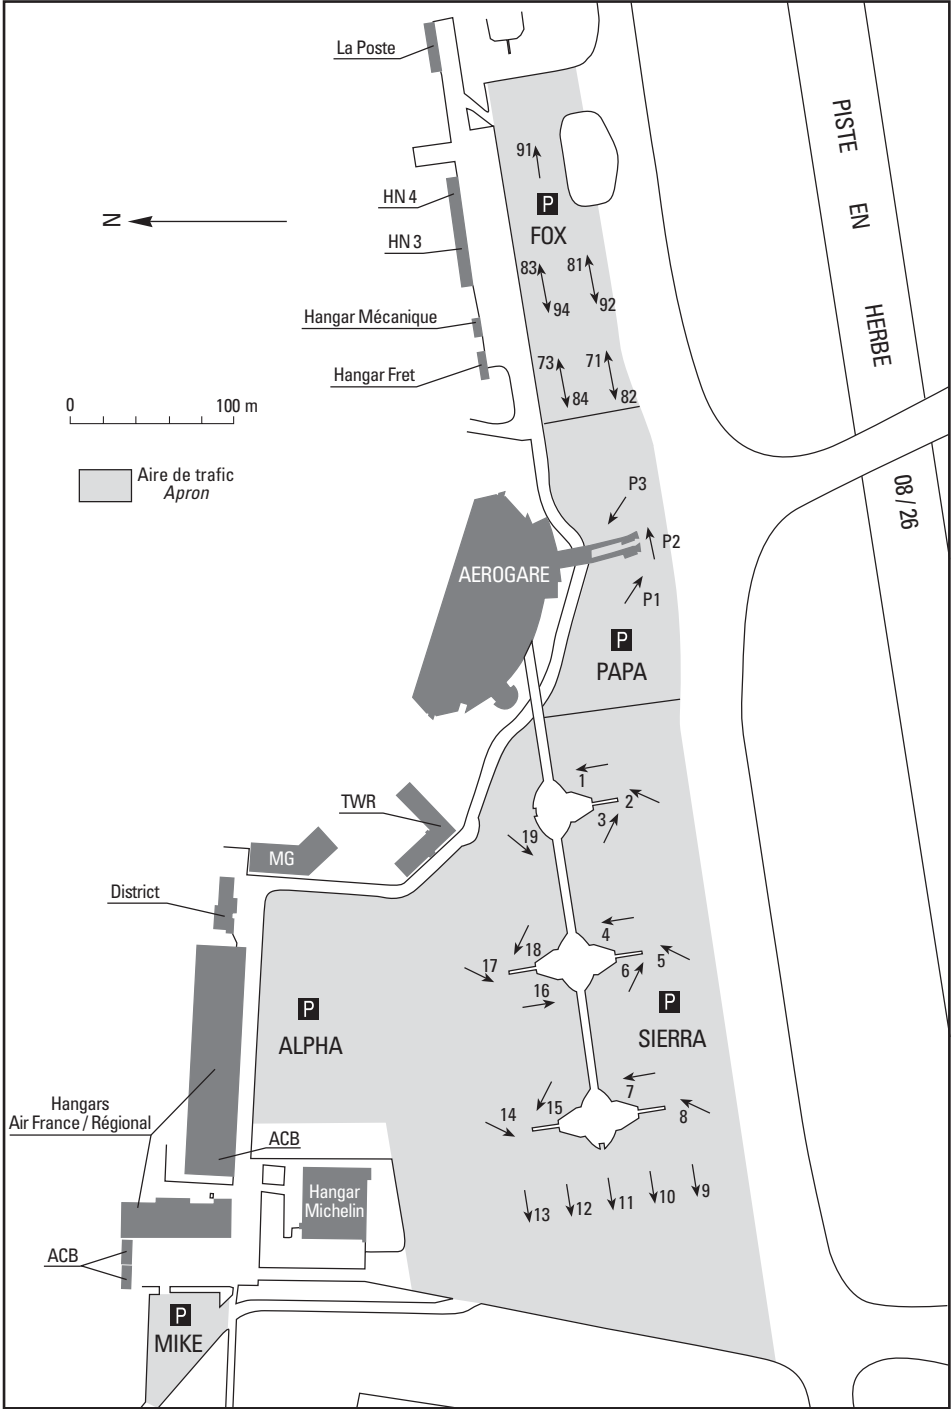 La Poste
PISTE
EN
HERBE
91
P
FOX
HN 4
HN 3
N
83
81
94
92
Hangar Mécanique
Hangar Fret
73
71
84
82
0
100 m
Aire de trafic
Apron
08 / 26
P3
P2
P1
AEROGARE
P
PAPA
1
2
3
19
TWR
MG
District
4
5
6
18
17
16
P
ALPHA
P
SIERRA
7
8
15
14
Hangars
Air France / Régional
ACB
Hangar
Michelin
9
10
11
12
13
ACB
P
MIKE